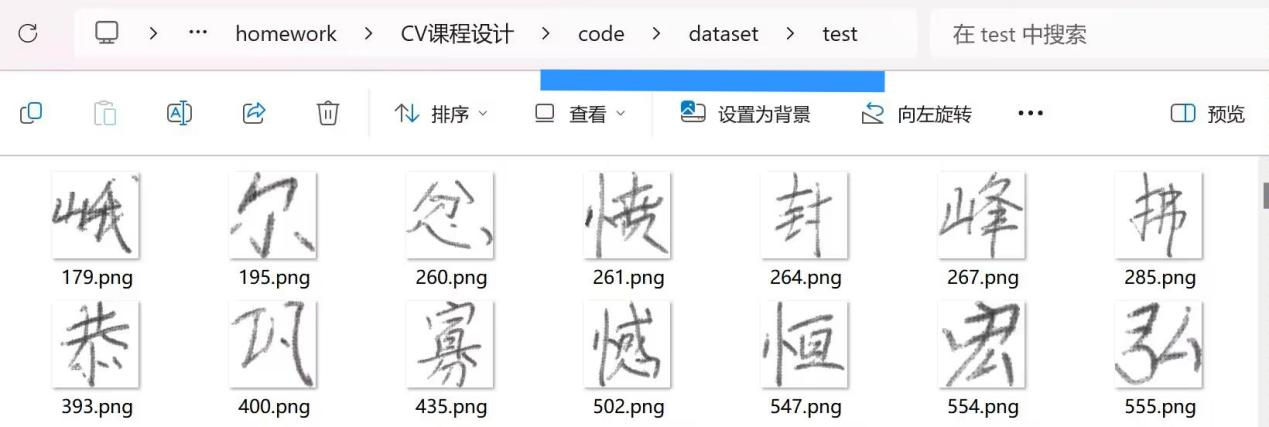 homework CV课程设计 code dataset test 在 test 中搜索
排序 查看 设置为背景 向左旋转 预览
峨 尔 忿 愤 封 峰 拂
179.png 195.png 260.png 261.png 264.png 267.png 285.png
恭 巩 寡 憾 恒 宏 弘
393.png 400.png 435.png 502.png 547.png 554.png 555.png